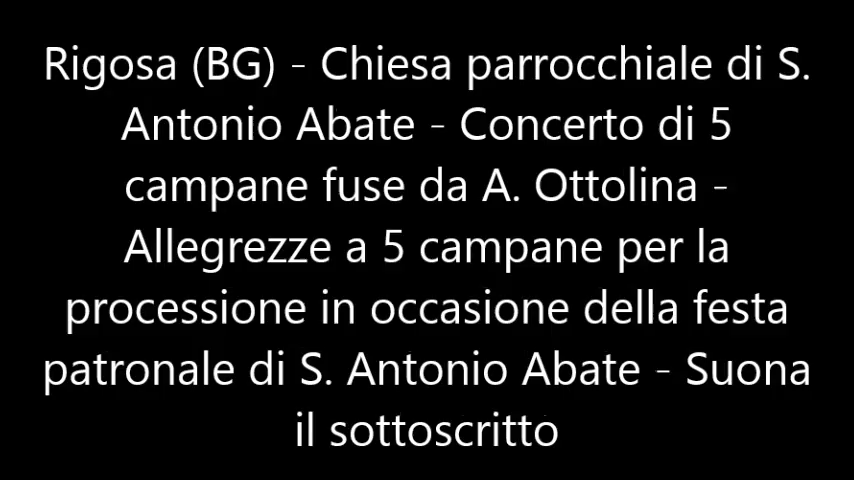 Rigosa (BG) - Chiesa parrocchiale di S.
Antonio Abate - Concerto di 5
campane fuse da A. Ottolina -
Allegrezze a 5 campane per la
processione in occasione della festa
patronale di S. Antonio Abate - Suona
il sottoscritto